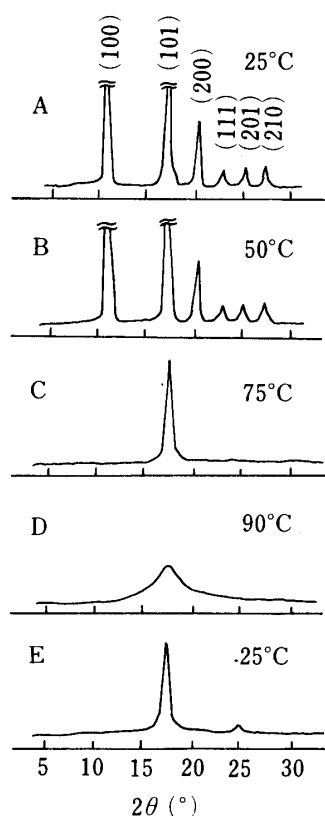 (100)
(101)
(200)
(111)
(201)
(210)
25°C
A
B
50°C
C
75°C
D
90°C
E
.25°C
5 10 15 20 25 30
2θ (°)